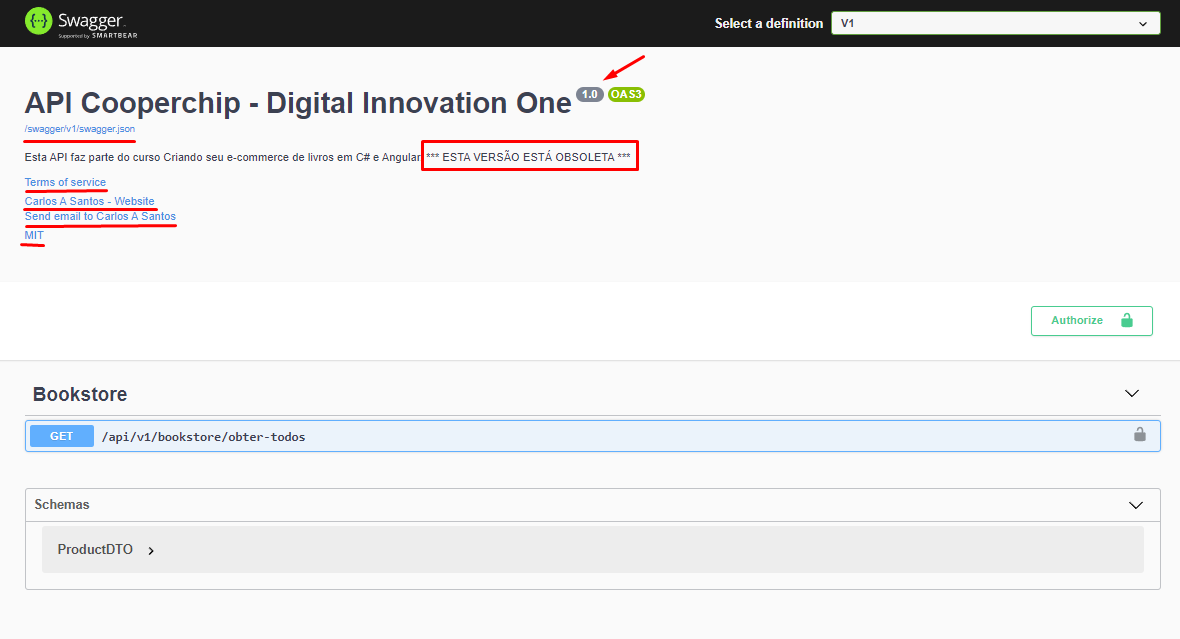 Swagger.
Supported by SMARTBEAR
Select a definition
V1
API Cooperchip - Digital Innovation One 1.0 OAS3
/swagger/v1/swagger.json
Esta API faz parte do curso Criando seu e-commerce de livros em C# e Angular *** ESTA VERSÃO ESTÁ OBSOLETA ***
Terms of service
Carlos A Santos - Website
Send email to Carlos A Santos
MIT
Authorize
Bookstore
GET /api/v1/bookstore/obter-todos
Schemas
ProductDTO